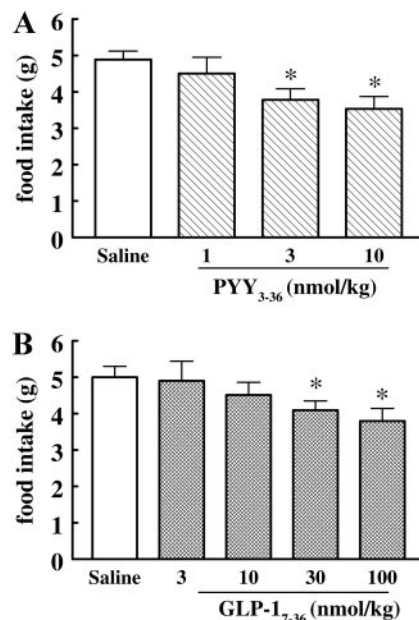 A
food intake (g)
6
5
4
3
2
1
0
* *
Saline 1 3 10
PYY3-36 (nmol/kg)
B
food intake (g)
6
5
4
3
2
1
0
* *
Saline 3 10 30 100
GLP-17-36 (nmol/kg)